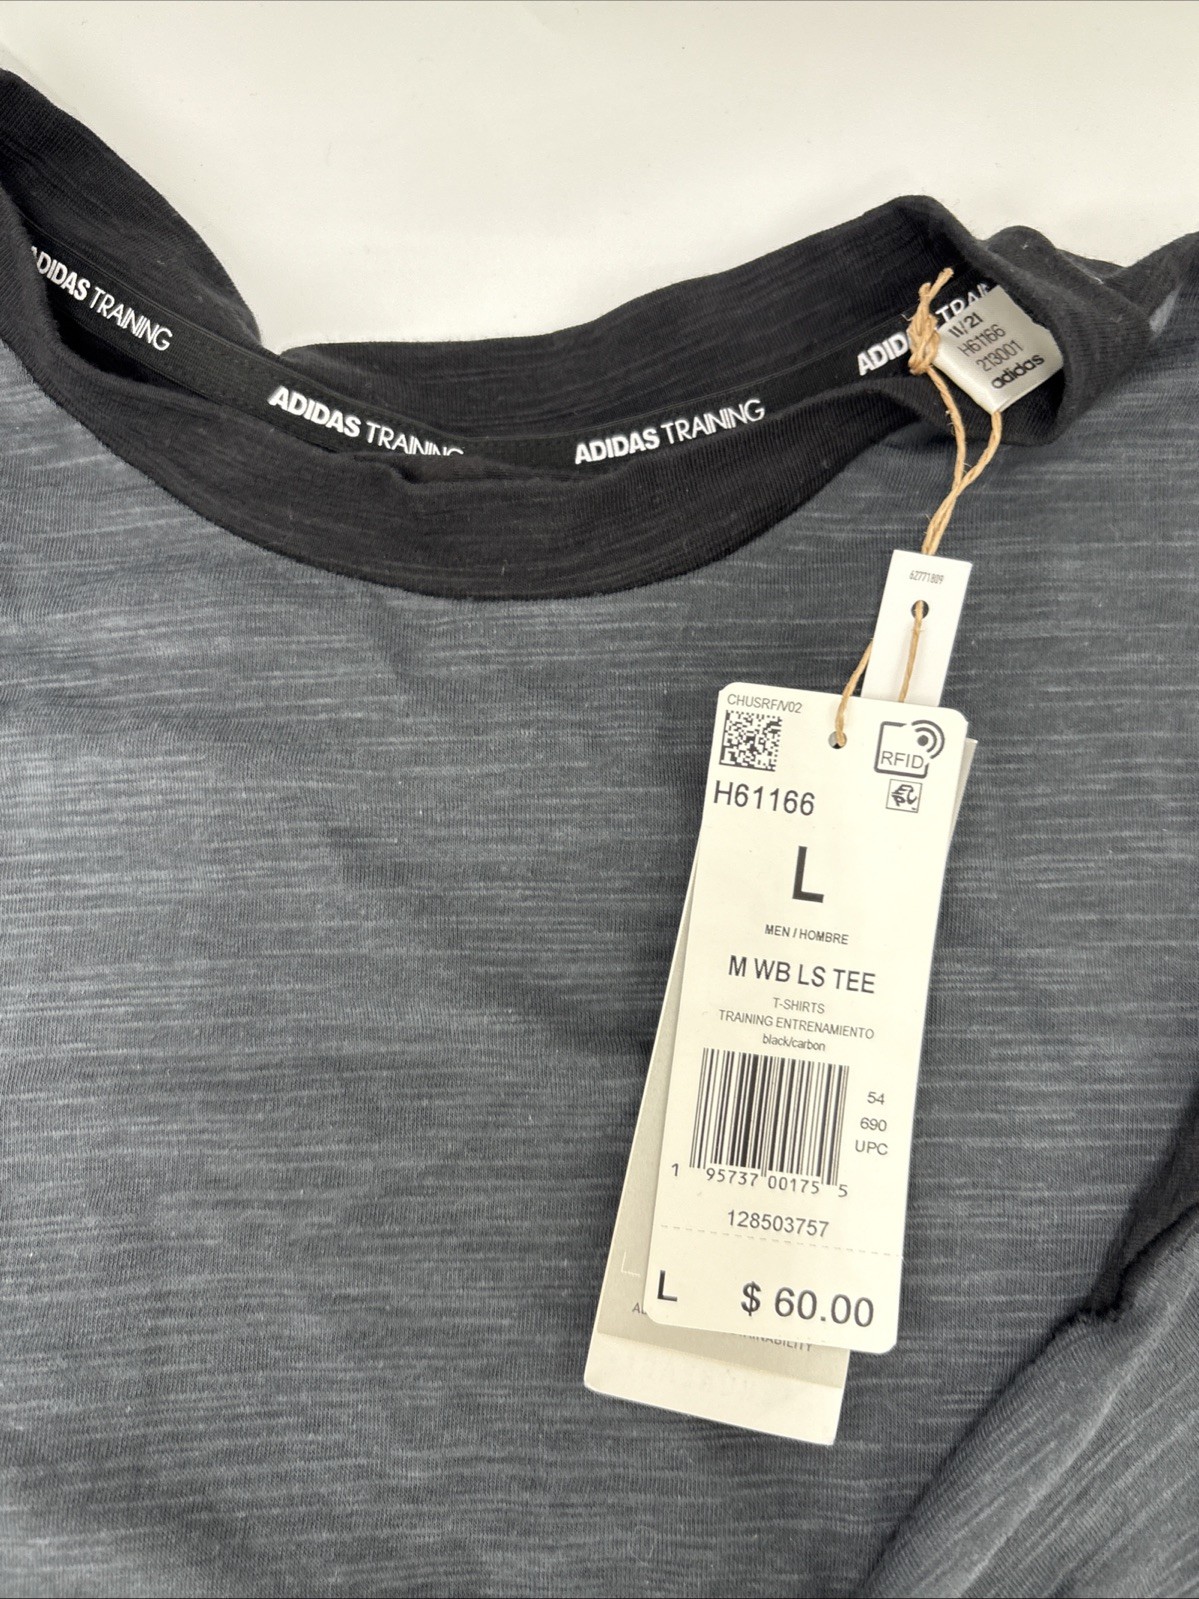 ADIDAS TRAINING
ADIDAS TRAINING
ADIDAS TRAINING
11/21
H61166
213001
adidas
62771809
CHUSRF/V02
RFID
H61166
L
MEN / HOMBRE
M WB LS TEE
T-SHIRTS
TRAINING ENTRENAMIENTO
black/carbon
54
690
UPC
1 95737 00175 5
128503757
L $ 60.00